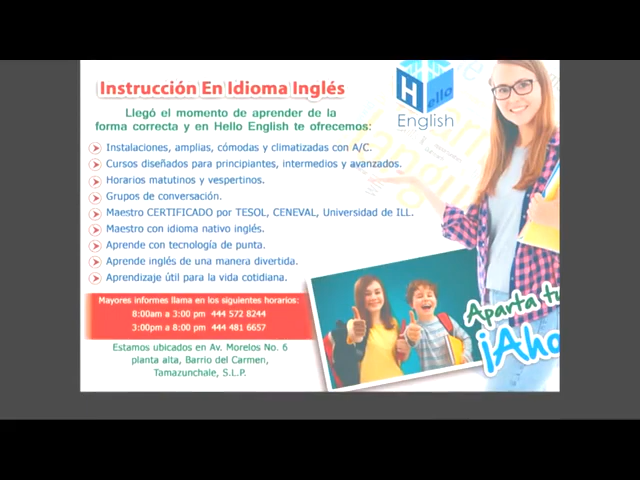 Instrucción En Idioma Inglés
Llegó el momento de aprender de la
forma correcta y en Hello English te ofrecemos:
Instalaciones, amplias, cómodas y climatizadas con A/C.
Cursos diseñados para principiantes, intermedios y avanzados.
Horarios matutinos y vespertinos.
Grupos de conversación.
Maestro CERTIFICADO por TESOL, CENEVAL, Universidad de ILL.
Maestro con idioma nativo inglés.
Aprende con tecnología de punta.
Aprende inglés de una manera divertida.
Aprendizaje útil para la vida cotidiana.
Mayores informes llama en los siguientes horarios:
8:00am a 3:00 pm 444 572 8244
3:00pm a 8:00 pm 444 481 6657
Estamos ubicados en Av. Morelos No. 6
planta alta, Barrio del Carmen,
Tamazunchale, S.L.P.
Hello
English
Aparta tu
¡Aho